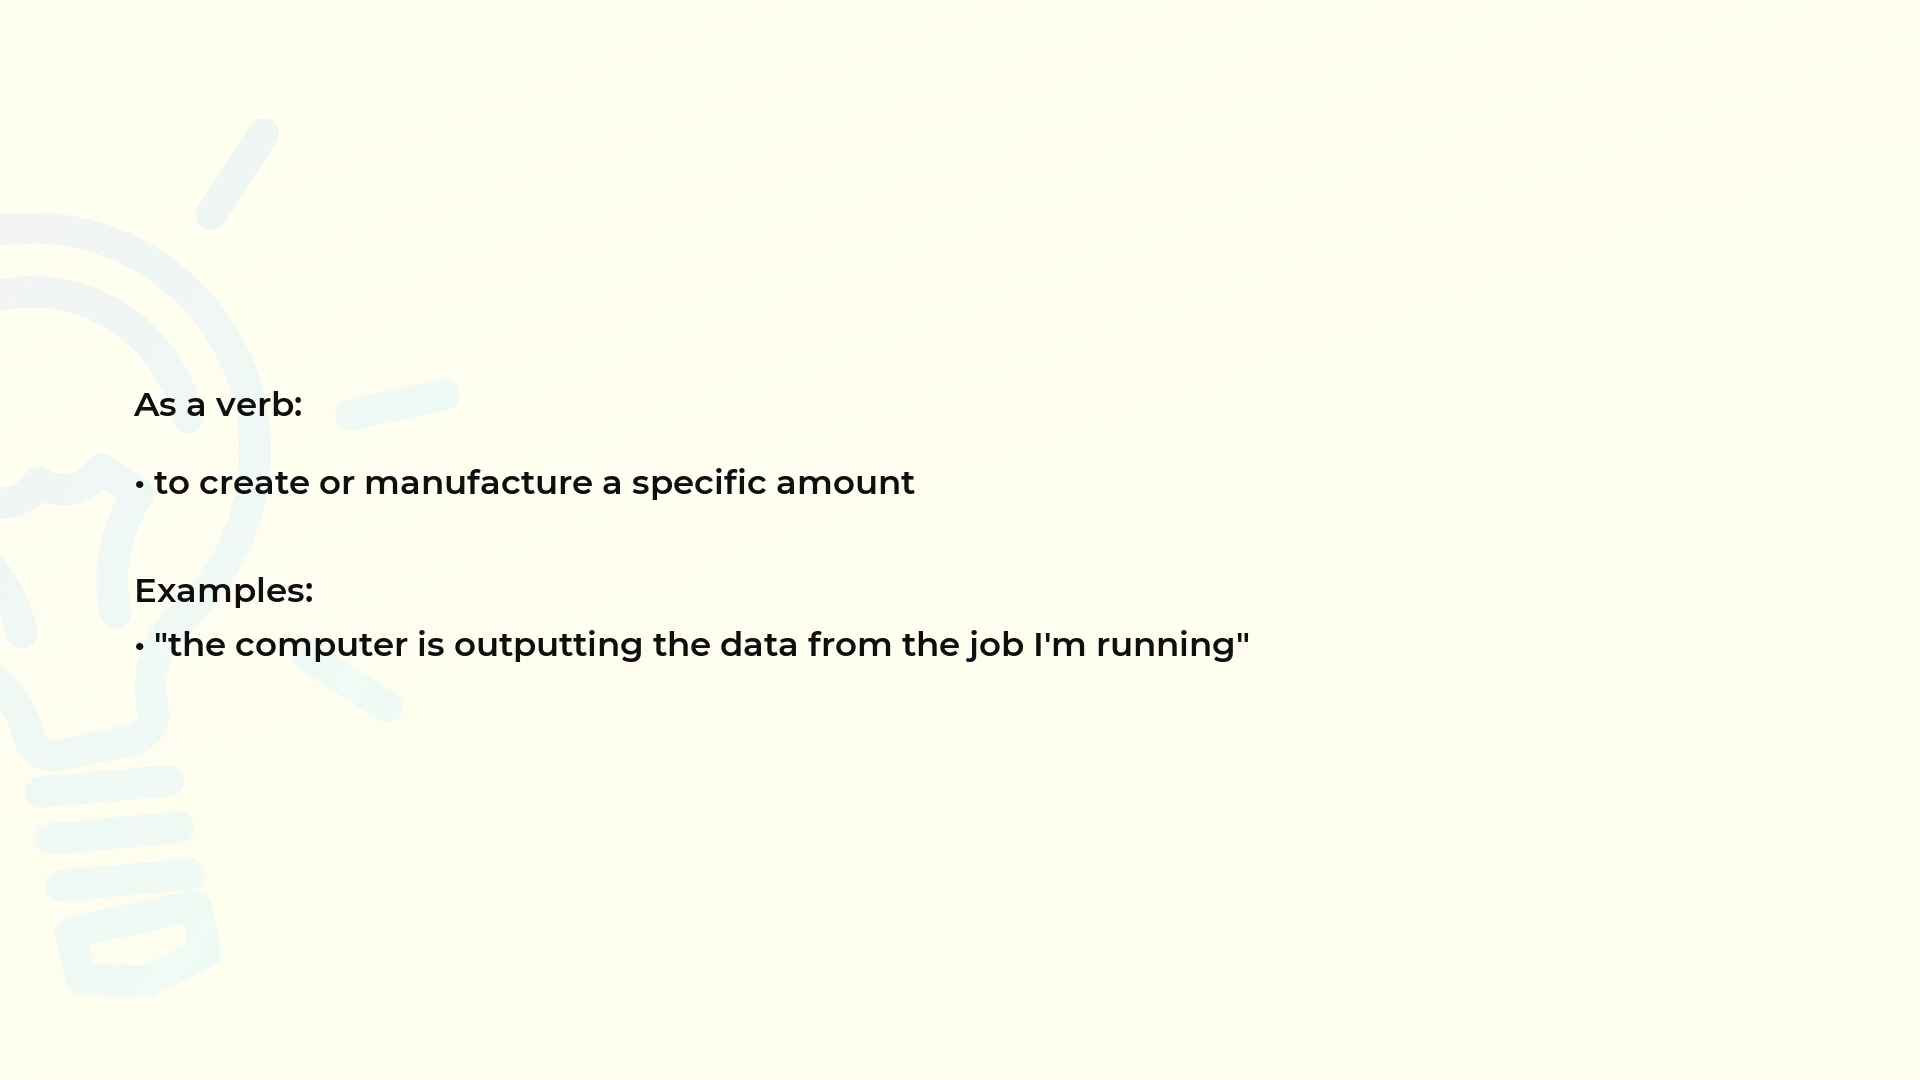 As a verb:
• to create or manufacture a specific amount
Examples:
• "the computer is outputting the data from the job I'm running"